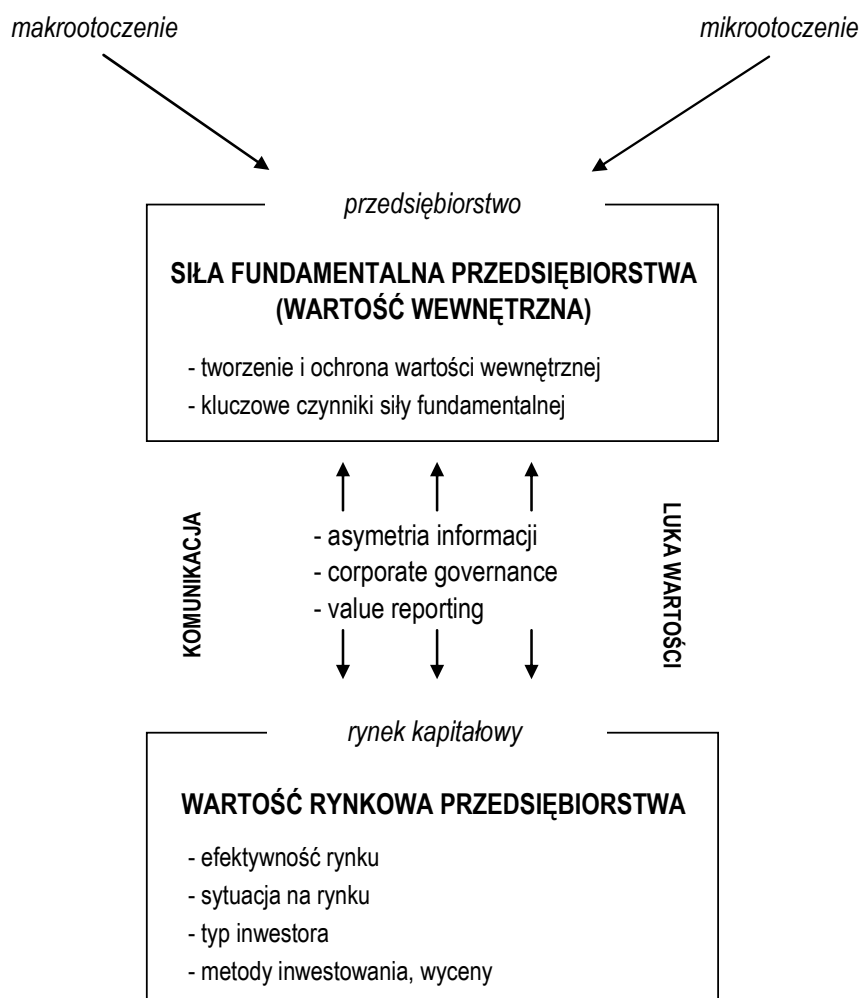 makrootoczenie
mikrootoczenie
przedsiębiorstwo
SIŁA FUNDAMENTALNA PRZEDSIĘBIORSTWA
(WARTOŚĆ WEWNĘTRZNA)
- tworzenie i ochrona wartości wewnętrznej
- kluczowe czynniki siły fundamentalnej
KOMUNIKACJA
- asymetria informacji
- corporate governance
- value reporting
LUKA WARTOŚCI
rynek kapitałowy
WARTOŚĆ RYNKOWA PRZEDSIĘBIORSTWA
- efektywność rynku
- sytuacja na rynku
- typ inwestora
- metody inwestowania, wyceny